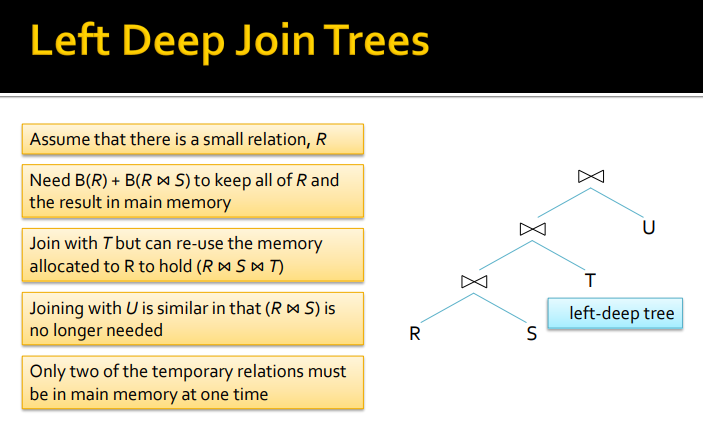 Left Deep Join Trees
Assume that there is a small relation, R
Need B(R) + B(R ⋈ S) to keep all of R and
the result in main memory
Join with T but can re-use the memory
allocated to R to hold (R ⋈ S ⋈ T)
Joining with U is similar in that (R ⋈ S) is
no longer needed
Only two of the temporary relations must
be in main memory at one time
⋈
⋈
U
⋈
T
left-deep tree
R
S